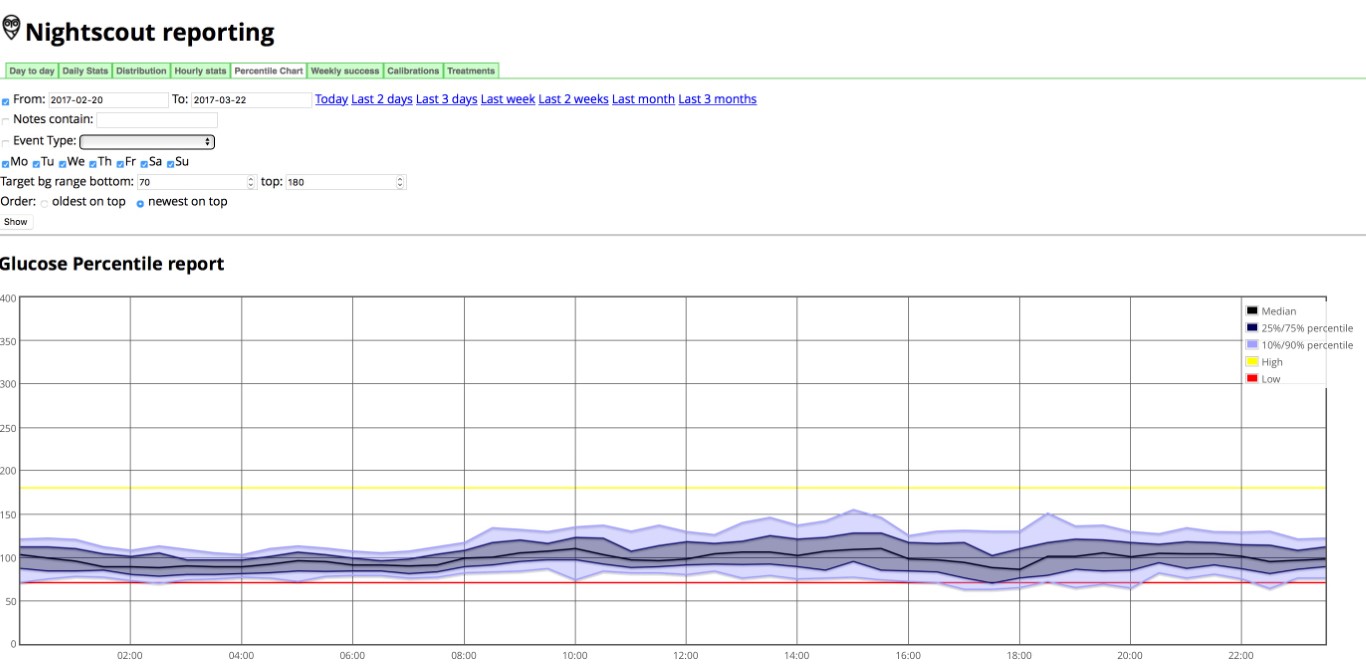 Nightscout reporting
Day to day Daily Stats Distribution Hourly stats Percentile Chart Weekly success Calibrations Treatments
From: 2017-02-20 To: 2017-03-22 Today Last 2 days Last 3 days Last week Last 2 weeks Last month Last 3 months
Notes contain:
Event Type:
Mo Tu We Th Fr Sa Su
Target bg range bottom: 70 top: 180
Order: oldest on top newest on top
Show
Glucose Percentile report
400
Median
25%/75% percentile
10%/90% percentile
High
Low
350
300
250
200
150
100
50
0
02:00 04:00 06:00 08:00 10:00 12:00 14:00 16:00 18:00 20:00 22:00